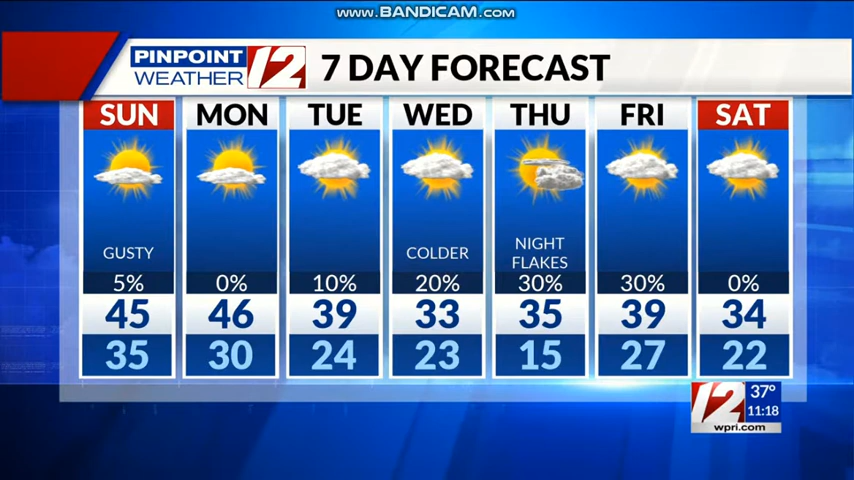 www.BANDICAM.com
PINPOINT
WEATHER 12
7 DAY FORECAST
SUN MON TUE WED THU FRI SAT
GUSTY COLDER NIGHT
FLAKES
5% 0% 10% 20% 30% 30% 0%
45 46 39 33 35 39 34
35 30 24 23 15 27 22
12 37°
11:18
wpri.com